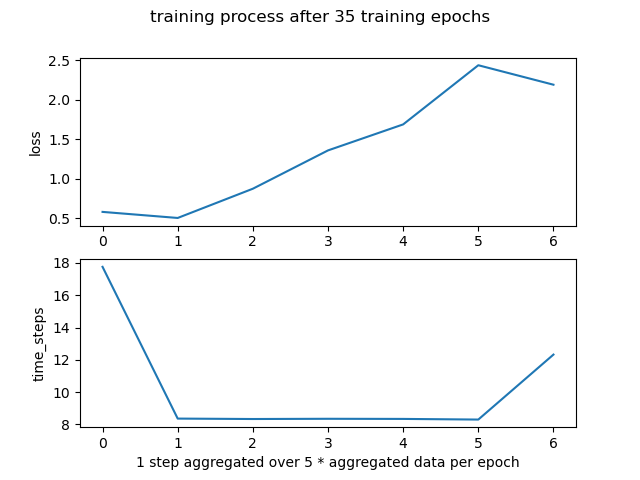 training process after 35 training epochs
2.5
2.0
1.5
1.0
0.5
loss
0 1 2 3 4 5 6
18
16
14
12
10
8
time_steps
0 1 2 3 4 5 6
1 step aggregated over 5 * aggregated data per epoch